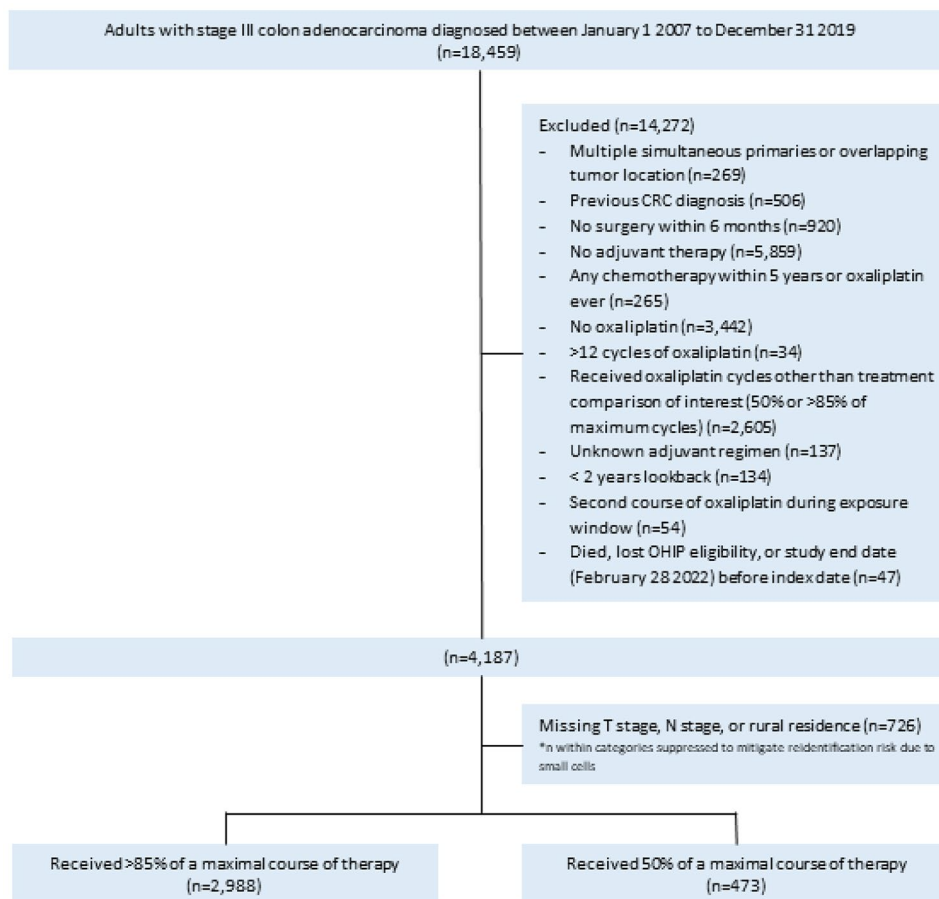 Adults with stage III colon adenocarcinoma diagnosed between January 1 2007 to December 31 2019
(n=18,459)
Excluded (n=14,272)
- Multiple simultaneous primaries or overlapping
tumor location (n=269)
- Previous CRC diagnosis (n=506)
- No surgery within 6 months (n=920)
- No adjuvant therapy (n=5,859)
- Any chemotherapy within 5 years or oxaliplatin
ever (n=265)
- No oxaliplatin (n=3,442)
- >12 cycles of oxaliplatin (n=34)
- Received oxaliplatin cycles other than treatment
comparison of interest (50% or >85% of
maximum cycles) (n=2,605)
- Unknown adjuvant regimen (n=137)
- < 2 years lookback (n=134)
- Second course of oxaliplatin during exposure
window (n=54)
- Died, lost OHIP eligibility, or study end date
(February 28 2022) before index date (n=47)
(n=4,187)
Missing T stage, N stage, or rural residence (n=726)
*n within categories suppressed to mitigate reidentification risk due to
small cells
Received >85% of a maximal course of therapy
(n=2,988)
Received 50% of a maximal course of therapy
(n=473)